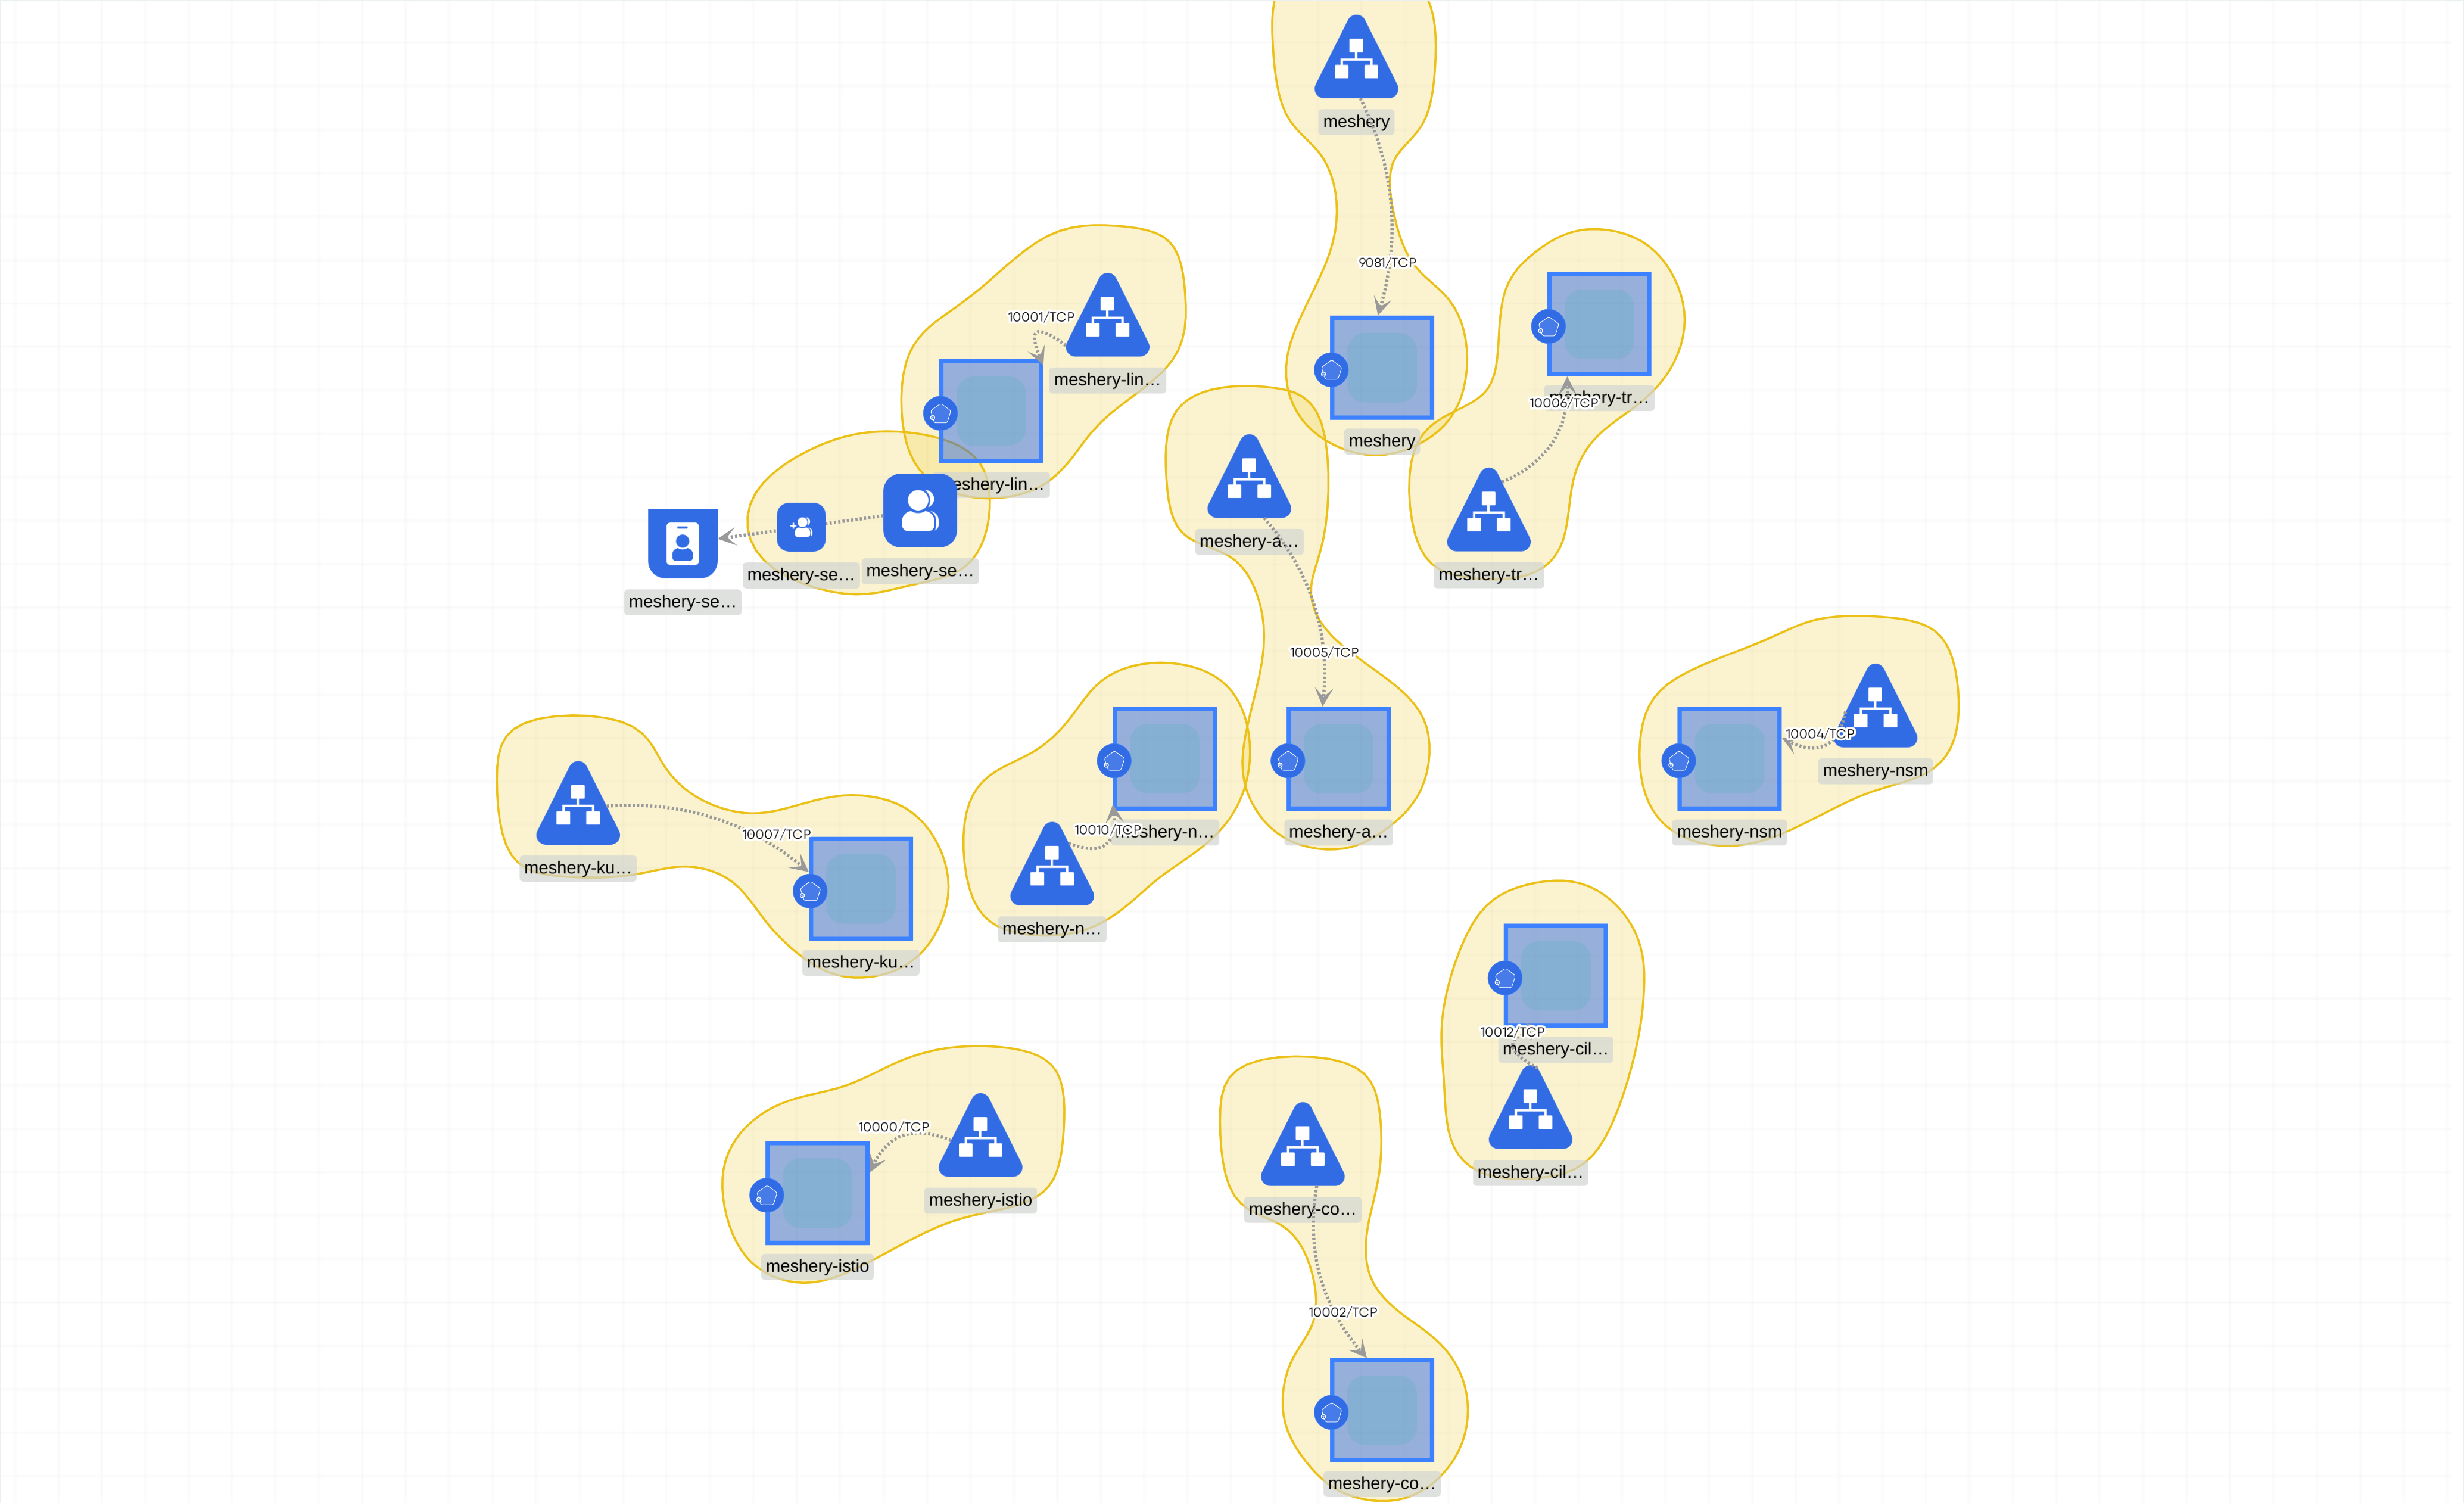 meshery
9081/TCP
meshery
10001/TCP
meshery-lin…
eshery-lin…
meshery-tr…
10006/TCP
meshery-tr…
meshery-se…
meshery-se…
meshery-se…
meshery-a…
10005/TCP
meshery-a…
10010/TCP
meshery-n…
meshery-n…
10004/TCP
meshery-nsm
meshery-nsm
meshery-ku…
10007/TCP
meshery-ku…
10012/TCP
meshery-cil…
meshery-cil…
10000/TCP
meshery-istio
meshery-istio
meshery-co…
10002/TCP
meshery-co…